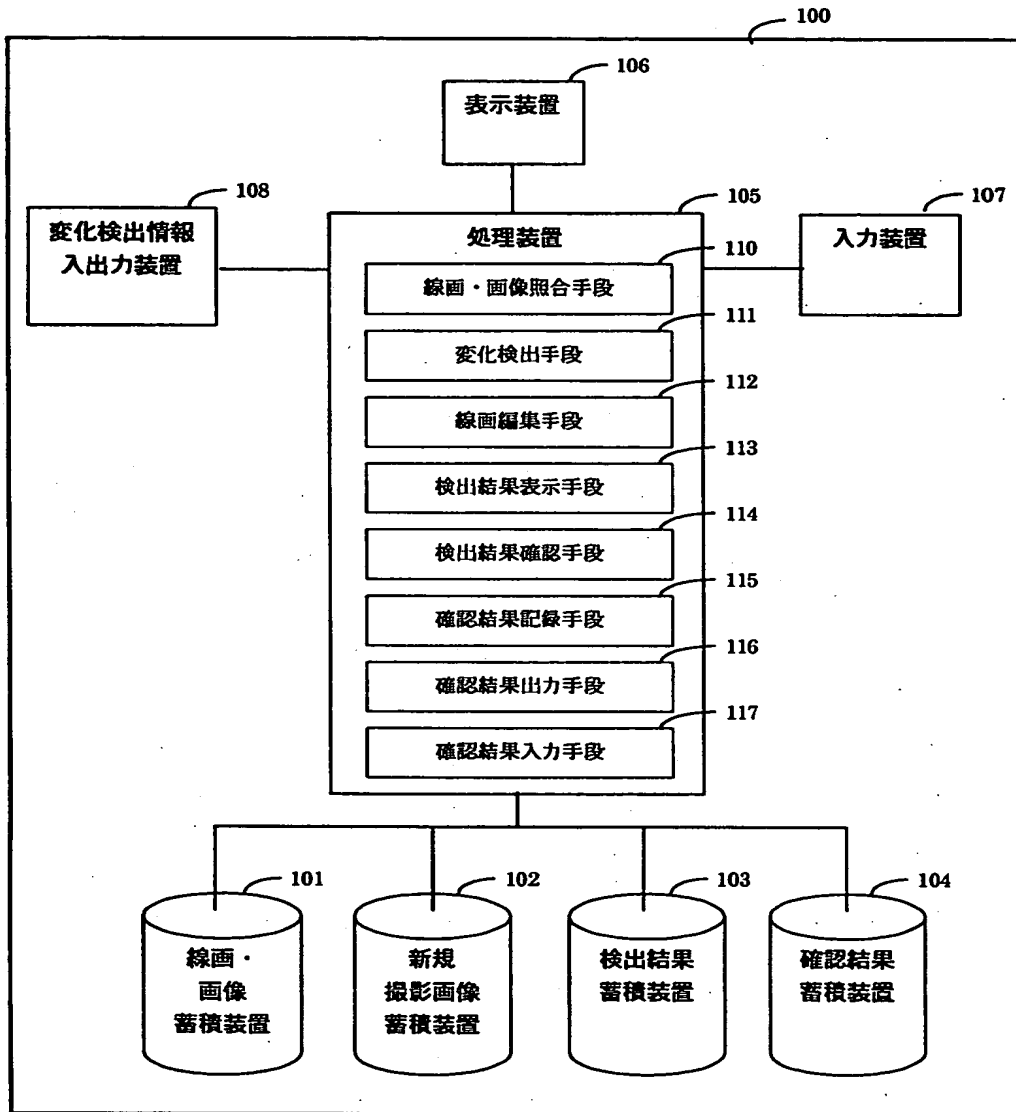 100
106
表示装置
108
変化検出情報
入出力装置
105
処理装置
107
入力装置
110
線画・画像照合手段
111
変化検出手段
112
線画編集手段
113
検出結果表示手段
114
検出結果確認手段
115
確認結果記録手段
116
確認結果出力手段
117
確認結果入力手段
101
線画・
画像
蓄積装置
102
新規
撮影画像
蓄積装置
103
検出結果
蓄積装置
104
確認結果
蓄積装置